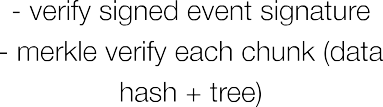 - verify signed event signature
- merkle verify each chunk (data
hash + tree)